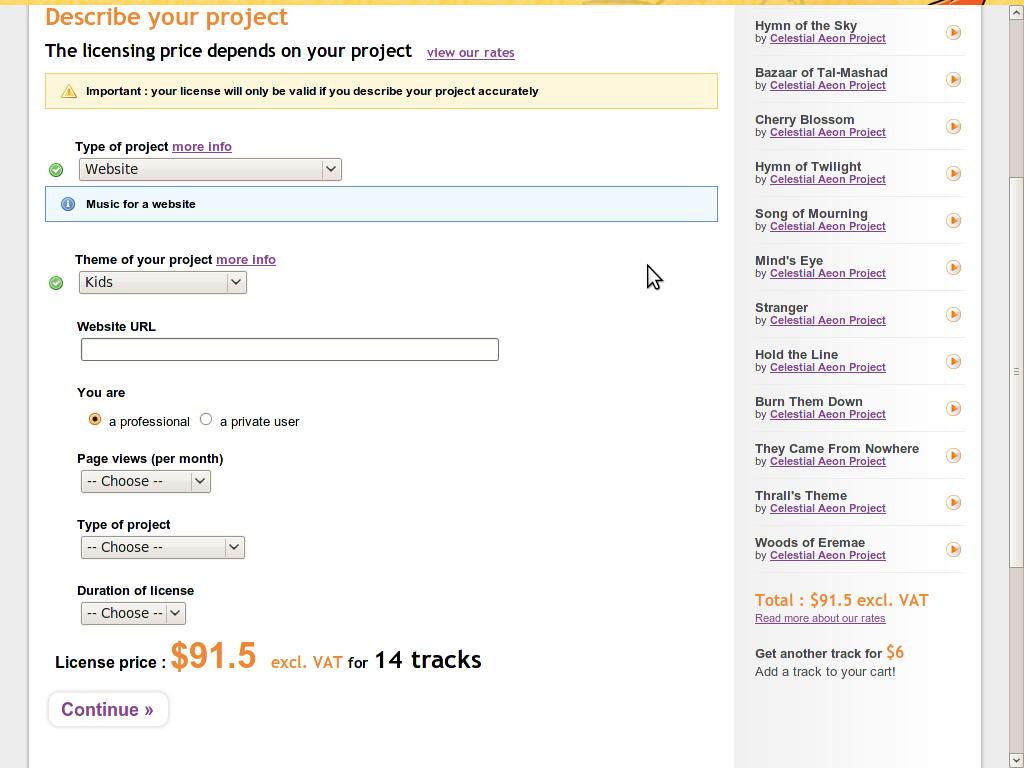 Describe your project
The licensing price depends on your project view our rates
Important : your license will only be valid if you describe your project accurately
Type of project more info
Website
Music for a website
Theme of your project more info
Kids
Website URL
You are
a professional a private user
Page views (per month)
-- Choose --
Type of project
-- Choose --
Duration of license
-- Choose --
License price : $91.5 excl. VAT for 14 tracks
Continue »
Hymn of the Sky
by Celestial Aeon Project
Bazaar of Tal-Mashad
by Celestial Aeon Project
Cherry Blossom
by Celestial Aeon Project
Hymn of Twilight
by Celestial Aeon Project
Song of Mourning
by Celestial Aeon Project
Mind's Eye
by Celestial Aeon Project
Stranger
by Celestial Aeon Project
Hold the Line
by Celestial Aeon Project
Burn Them Down
by Celestial Aeon Project
They Came From Nowhere
by Celestial Aeon Project
Thrall's Theme
by Celestial Aeon Project
Woods of Eremae
by Celestial Aeon Project
Total : $91.5 excl. VAT
Read more about our rates
Get another track for $6
Add a track to your cart!